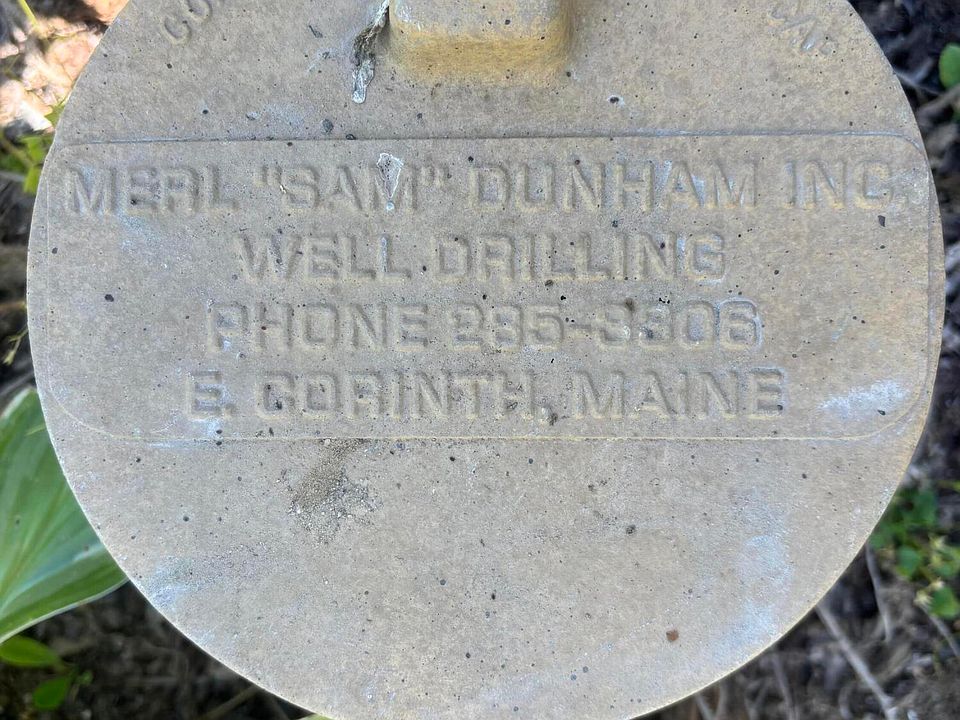 MERL "SAM" DUNHAM INC.
WELL DRILLING
PHONE 285-3306
E. CORINTH, MAINE